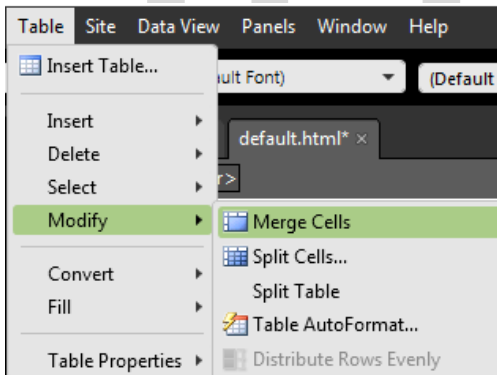 Table Site Data View Panels Window Help
Insert Table...
ult Font) (Default
Insert
default.html* ×
Delete
r>
Select
Modify
Merge Cells
Split Cells...
Convert
Split Table
Fill
Table AutoFormat...
Table Properties
Distribute Rows Evenly